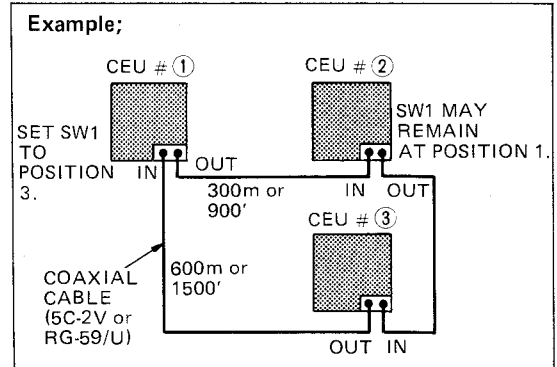 Example;
CEU # ①
CEU # ②
SET SW1
TO
POSITION
3.
IN
OUT
SW1 MAY
REMAIN
AT POSITION 1.
300m or
900'
IN
OUT
CEU # ③
COAXIAL
CABLE
(5C-2V or
RG-59/U)
600m or
1500'
OUT
IN